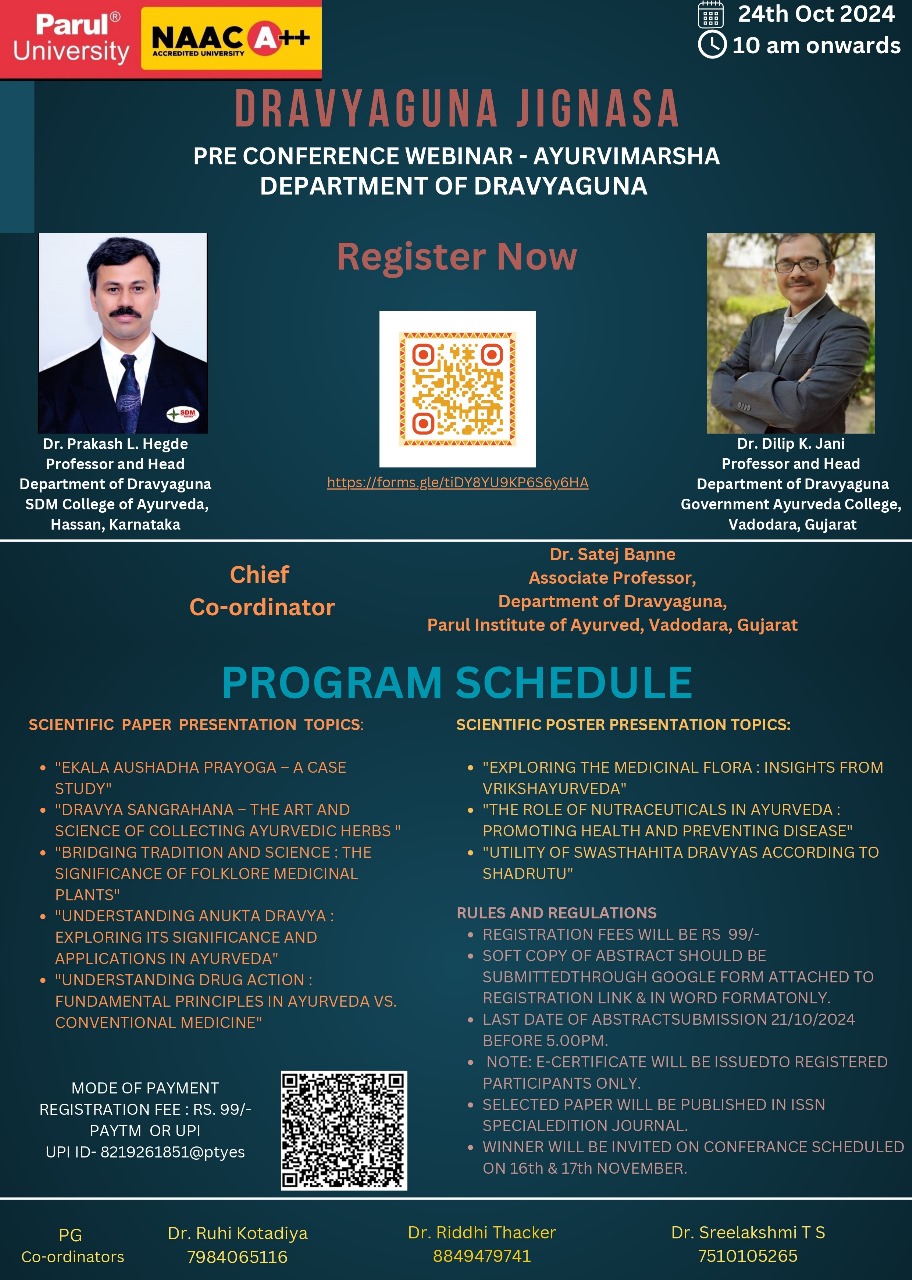 Parul®
University
NAAC A++
ACCREDITED UNIVERSITY
24th Oct 2024
10 am onwards
DRAVYAGUNA JIGNASA
PRE CONFERENCE WEBINAR - AYURVIMARSHA
DEPARTMENT OF DRAVYAGUNA
Register Now
SDM
Dr. Prakash L. Hegde
Professor and Head
Department of Dravyaguna
SDM College of Ayurveda,
Hassan, Karnataka
https://forms.gle/tiDY8YU9KP6S6y6HA
Dr. Dilip K. Jani
Professor and Head
Department of Dravyaguna
Government Ayurveda College,
Vadodara, Gujarat
Chief
Co-ordinator
Dr. Satej Banne
Associate Professor,
Department of Dravyaguna,
Parul Institute of Ayurved, Vadodara, Gujarat
PROGRAM SCHEDULE
SCIENTIFIC PAPER PRESENTATION TOPICS:
• "EKALA AUSHADHA PRAYOGA – A CASE
STUDY"
• "DRAVYA SANGRAHANA – THE ART AND
SCIENCE OF COLLECTING AYURVEDIC HERBS "
• "BRIDGING TRADITION AND SCIENCE : THE
SIGNIFICANCE OF FOLKLORE MEDICINAL
PLANTS"
• "UNDERSTANDING ANUKTA DRAVYA :
EXPLORING ITS SIGNIFICANCE AND
APPLICATIONS IN AYURVEDA"
• "UNDERSTANDING DRUG ACTION :
FUNDAMENTAL PRINCIPLES IN AYURVEDA VS.
CONVENTIONAL MEDICINE"
SCIENTIFIC POSTER PRESENTATION TOPICS:
• "EXPLORING THE MEDICINAL FLORA : INSIGHTS FROM
VRIKSHAYURVEDA"
• "THE ROLE OF NUTRACEUTICALS IN AYURVEDA :
PROMOTING HEALTH AND PREVENTING DISEASE"
• "UTILITY OF SWASTHAHITA DRAVYAS ACCORDING TO
SHADRUTU"
RULES AND REGULATIONS
• REGISTRATION FEES WILL BE RS 99/-
• SOFT COPY OF ABSTRACT SHOULD BE
SUBMITTEDTHROUGH GOOGLE FORM ATTACHED TO
REGISTRATION LINK & IN WORD FORMATONLY.
• LAST DATE OF ABSTRACTSUBMISSION 21/10/2024
BEFORE 5.00PM.
• NOTE: E-CERTIFICATE WILL BE ISSUEDTO REGISTERED
PARTICIPANTS ONLY.
• SELECTED PAPER WILL BE PUBLISHED IN ISSN
SPECIALEDITION JOURNAL.
• WINNER WILL BE INVITED ON CONFERANCE SCHEDULED
ON 16th & 17th NOVEMBER.
MODE OF PAYMENT
REGISTRATION FEE : RS. 99/-
PAYTM OR UPI
UPI ID- 8219261851@ptyes
PG
Co-ordinators
Dr. Ruhi Kotadiya
7984065116
Dr. Riddhi Thacker
8849479741
Dr. Sreelakshmi T S
7510105265